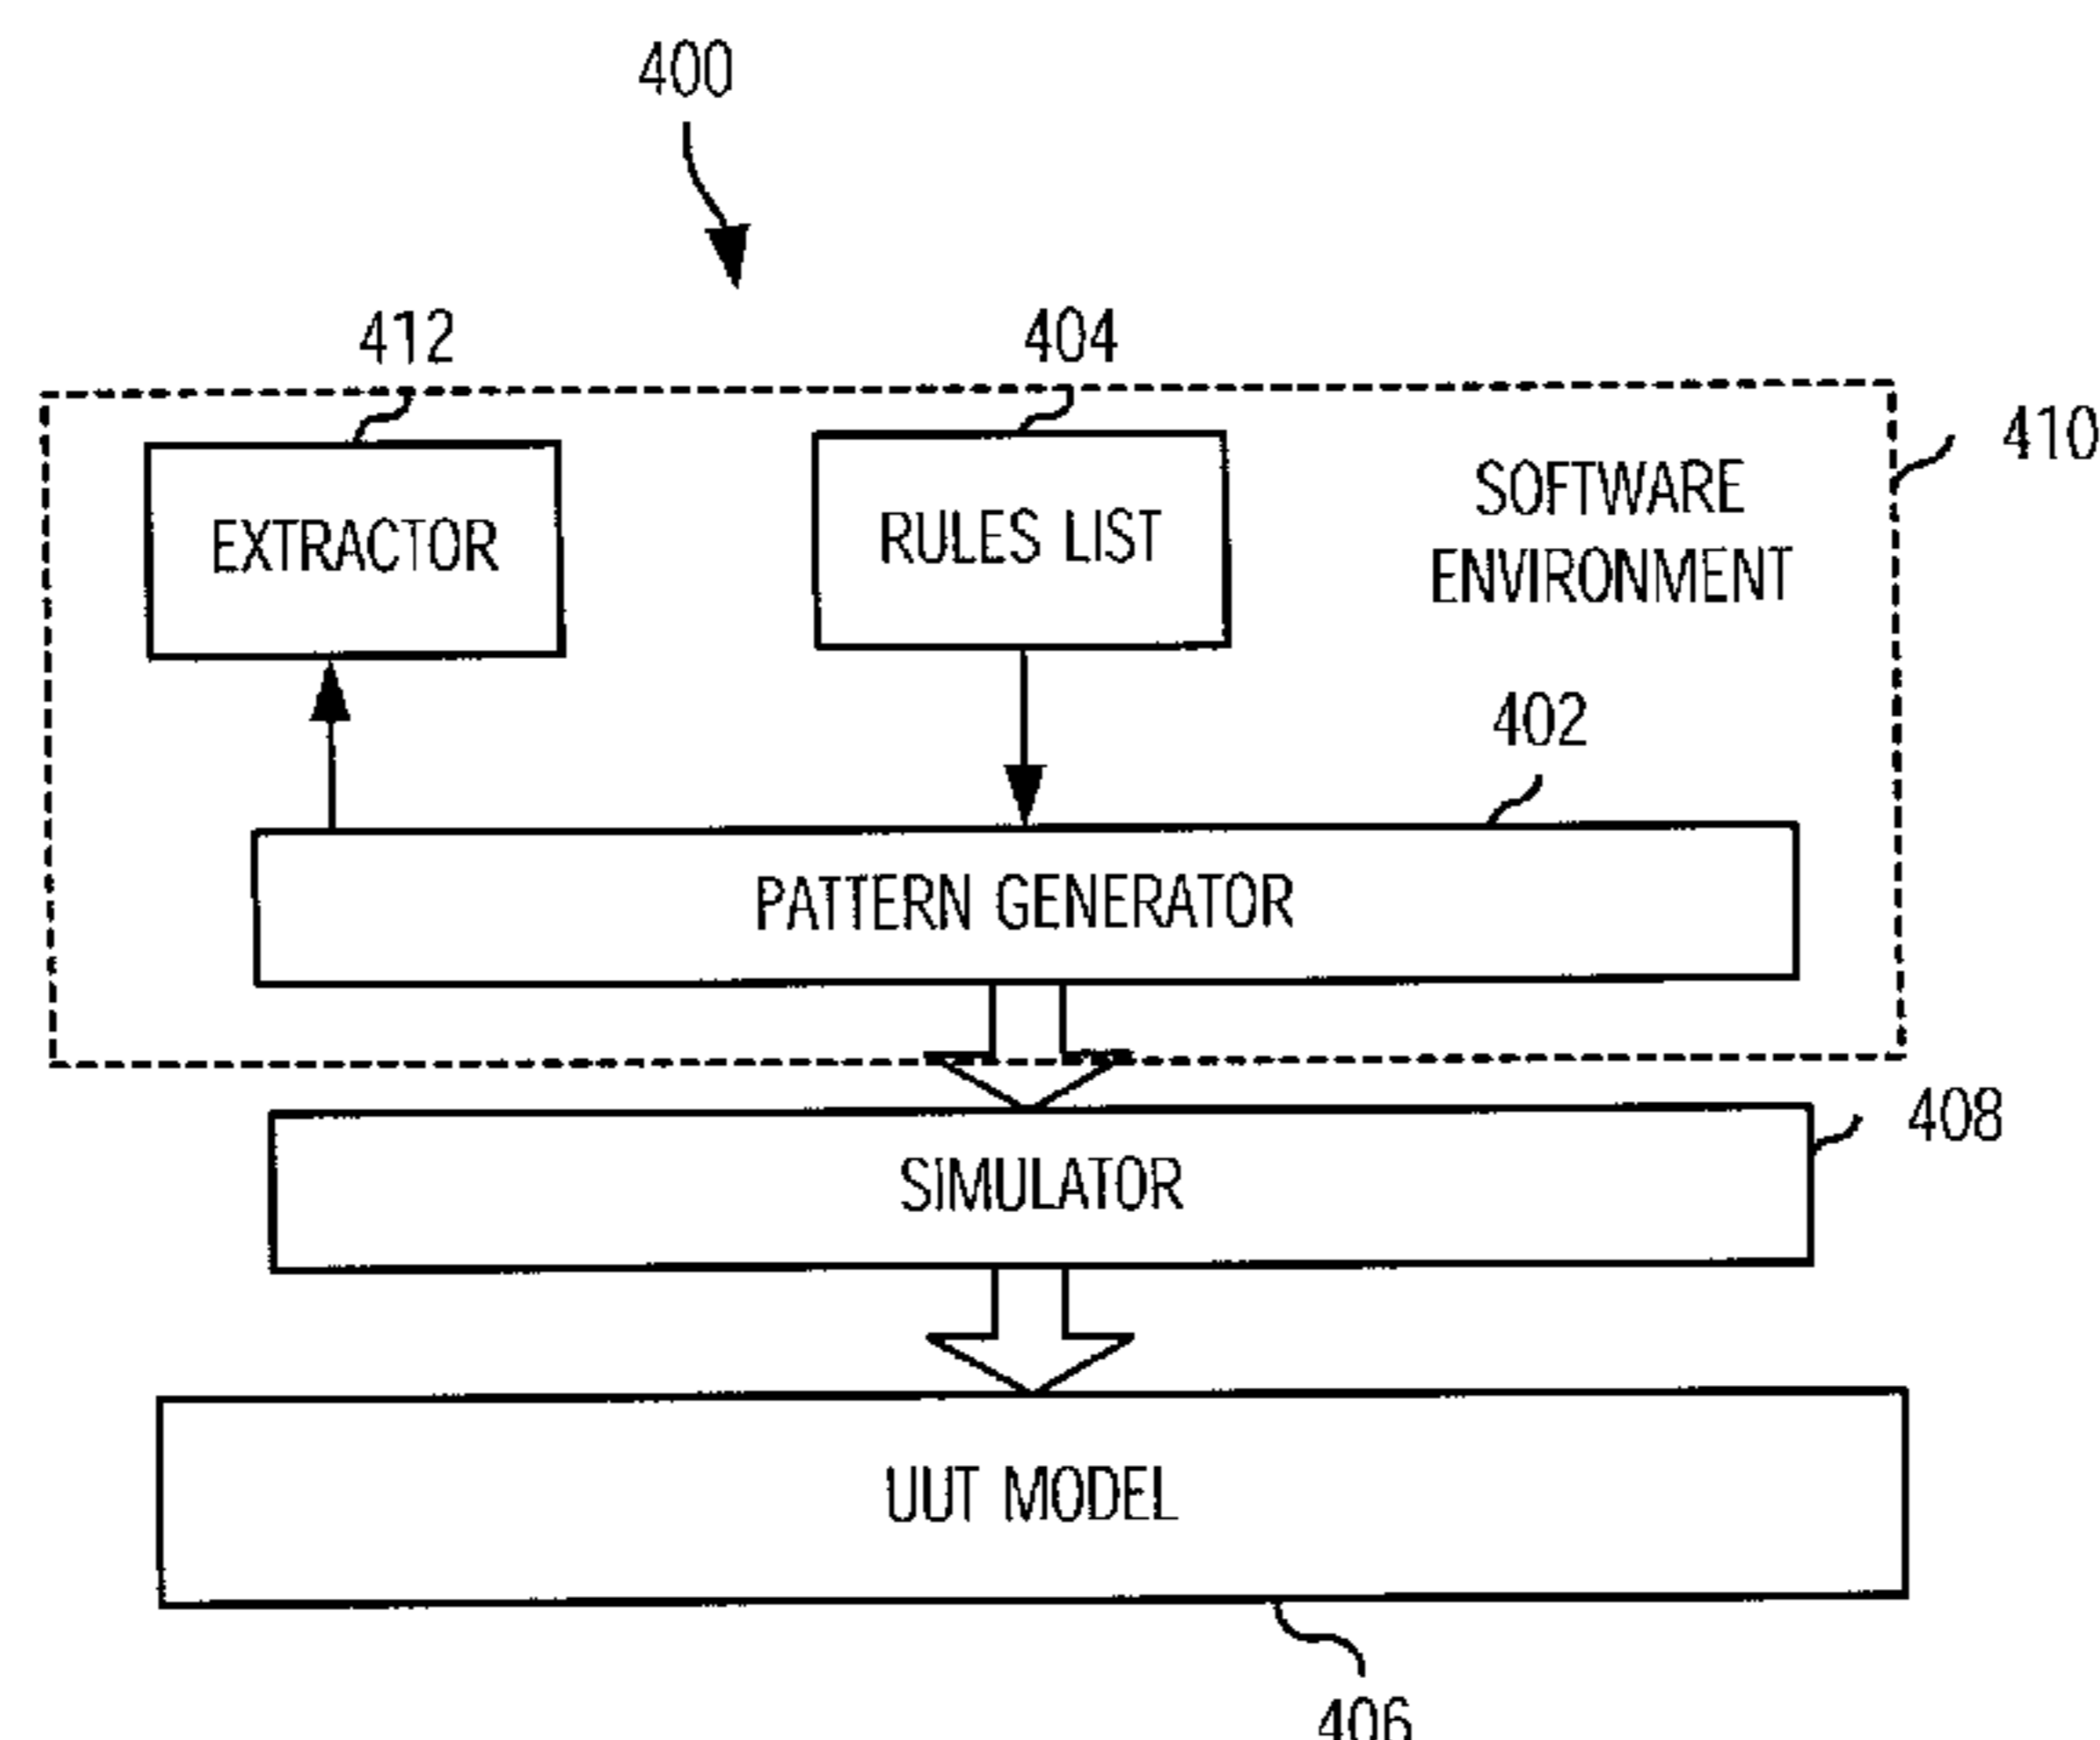 400
412
404
410
EXTRACTOR
RULES LIST
SOFTWARE
ENVIRONMENT
402
PATTERN GENERATOR
408
SIMULATOR
UUT MODEL
406